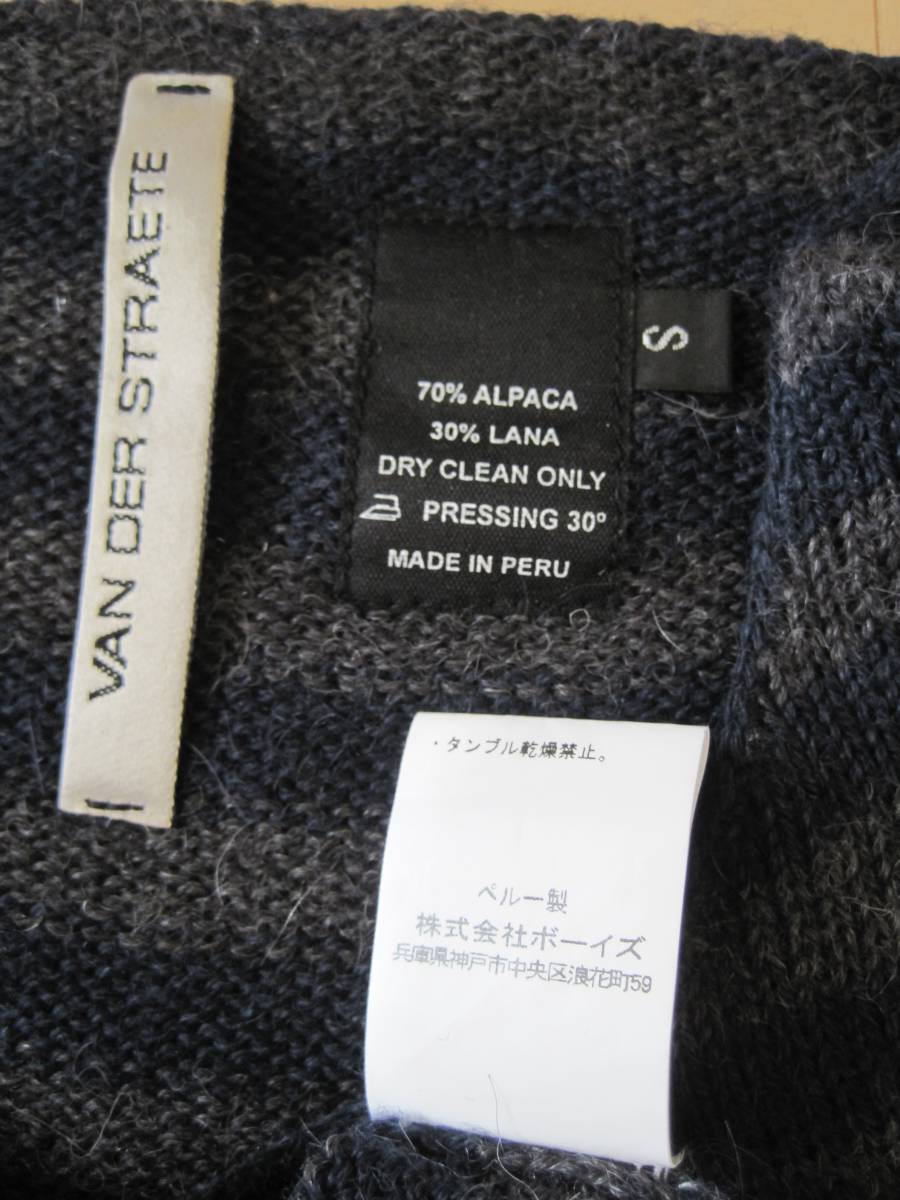 VAN DER STRAETE
70% ALPACA
30% LANA
DRY CLEAN ONLY
PRESSING 30º
MADE IN PERU
S
・タンブル乾燥禁止。
ペルー製
株式会社ボーイズ
兵庫県神戸市中央区浪花町59